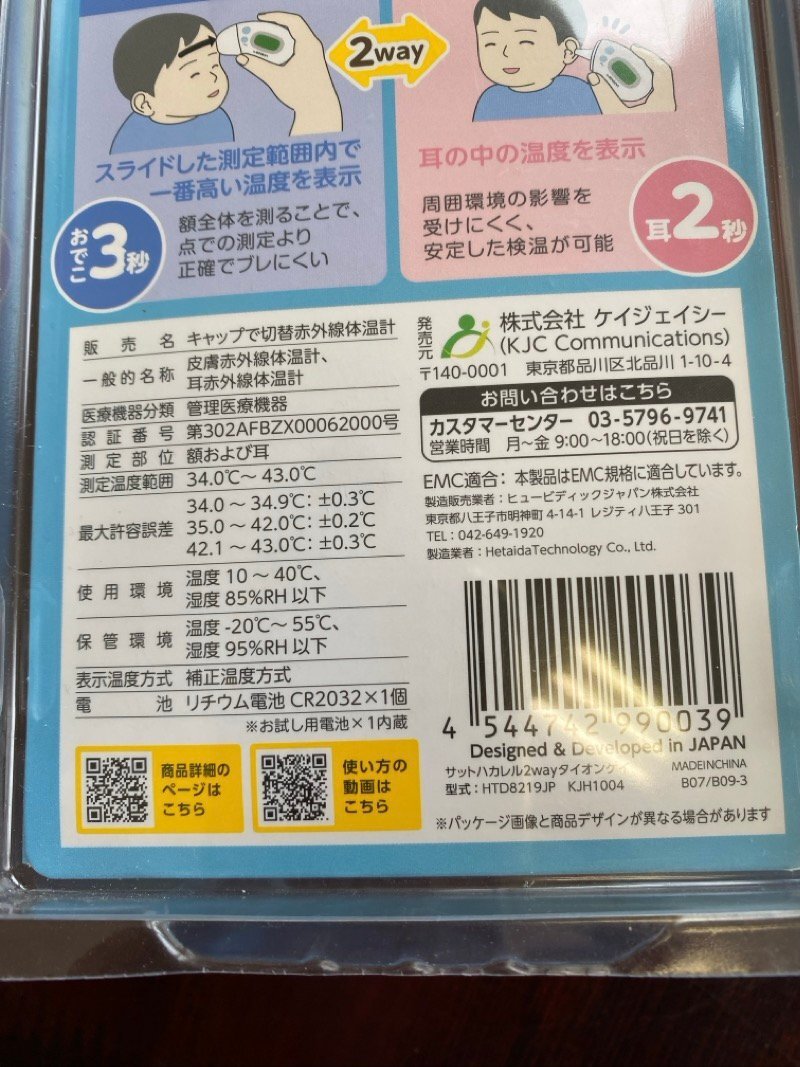 2way
スライドした測定範囲内で
一番高い温度を表示
おでこ3秒
額全体を測ることで、
点での測定より
正確でブレにくい
耳の中の温度を表示
周囲環境の影響を
受けにくく、
安定した検温が可能
耳2秒
販売名 キャップで切替赤外線体温計
一般的名称 皮膚赤外線体温計、
耳赤外線体温計
医療機器分類 管理医療機器
認証番号 第302AFBZX00062000号
測定部位 額および耳
測定温度範囲 34.0℃～ 43.0℃
最大許容誤差 34.0 ～ 34.9℃: ±0.3℃
35.0 ～ 42.0℃: ±0.2℃
42.1 ～ 43.0℃: ±0.3℃
使用環境 温度 10 ～ 40℃、
湿度 85%RH 以下
保管環境 温度 -20℃～ 55℃、
湿度 95%RH 以下
表示温度方式 補正温度方式
電池 リチウム電池 CR2032×1個
※お試し用電池×1内蔵
商品詳細の
ページは
こちら
使い方の
動画は
こちら
発売元 株式会社 ケイジェイシー
(KJC Communications)
〒140-0001 東京都品川区北品川 1-10-4
お問い合わせはこちら
カスタマーセンター 03-5796-9741
営業時間 月～金 9:00～18:00(祝日を除く)
EMC適合: 本製品はEMC規格に適合しています。
製造販売業者：ヒュービディックジャパン株式会社
東京都八王子市明神町 4-14-1 レジティ八王子 301
TEL：042-649-1920
製造業者：HetaidaTechnology Co., Ltd.
4 544742 990039
Designed & Developed in JAPAN
サットハカレル2wayタイオンケイ MADEINCHINA
型式：HTD8219JP KJH1004 B07/B09-3
※パッケージ画像と商品デザインが異なる場合があります